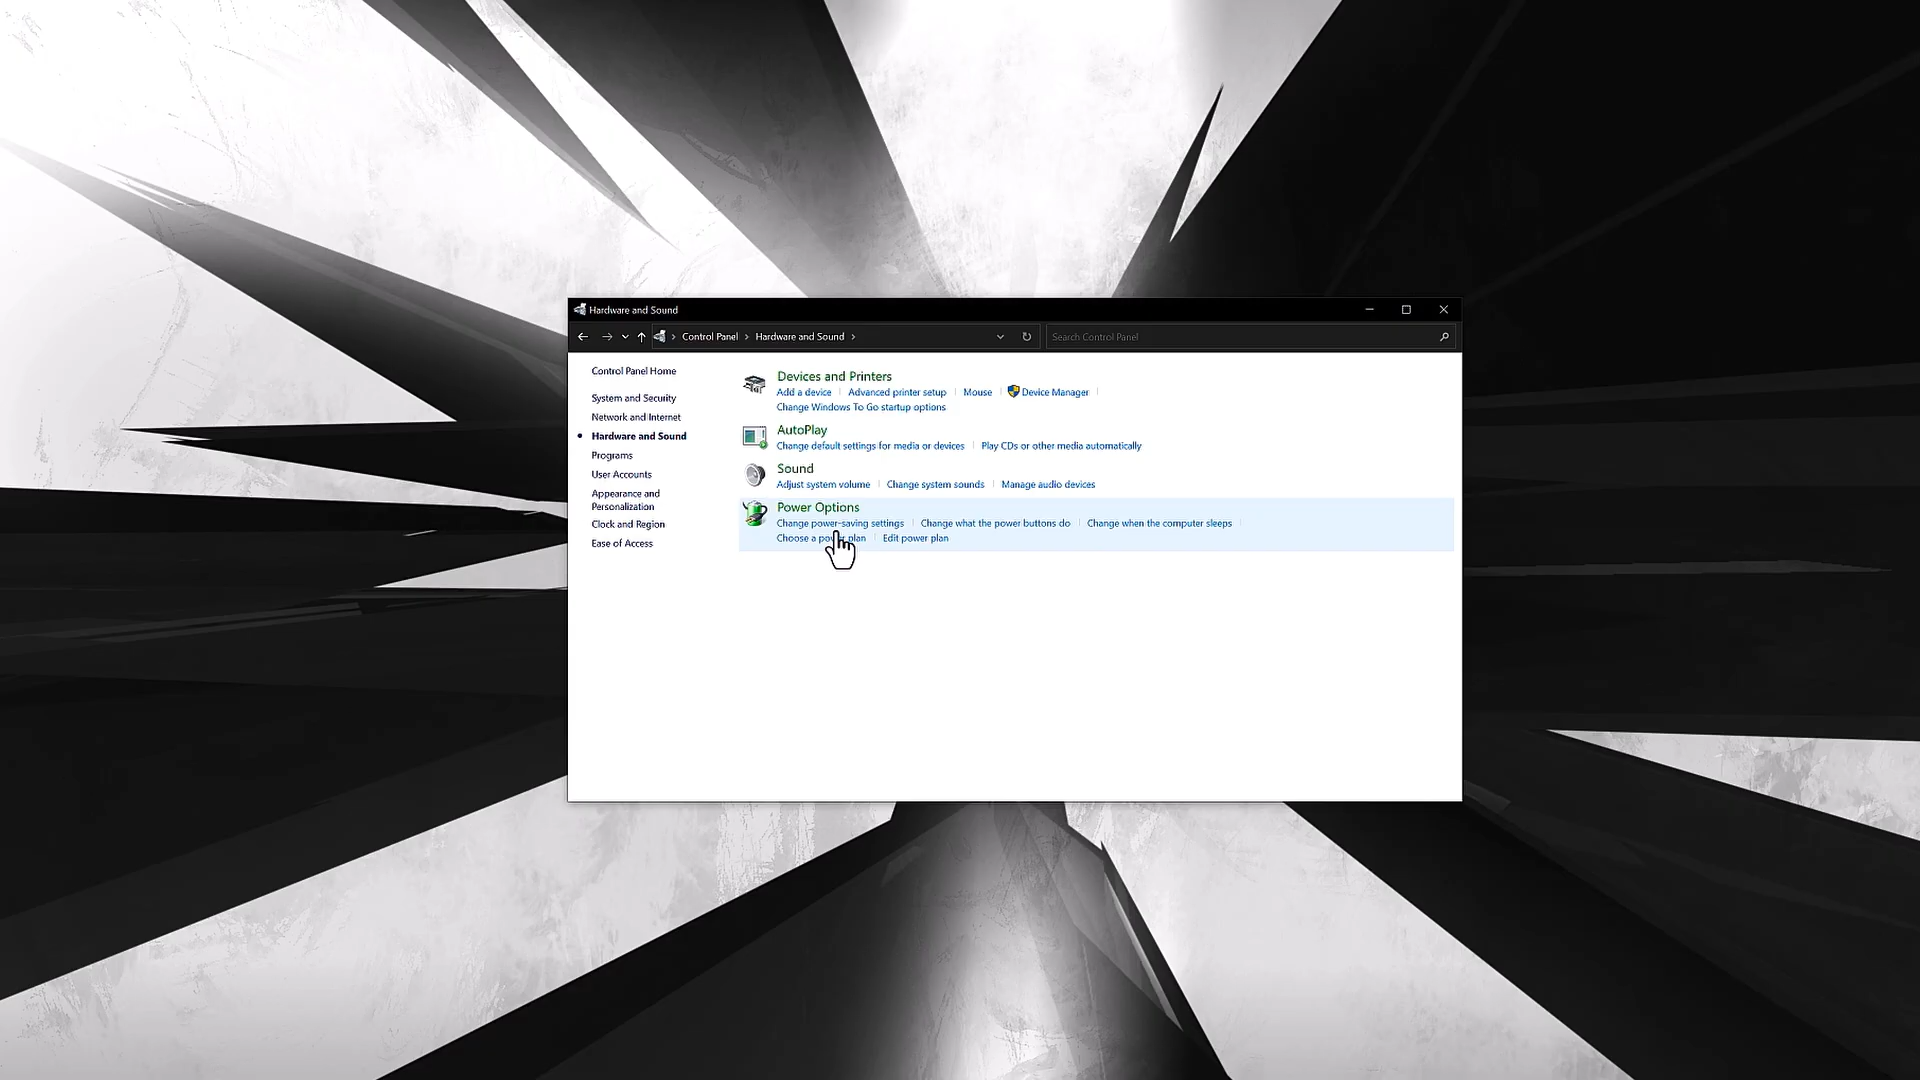 Hardware and Sound
Control Panel
Hardware and Sound
Search Control Panel
Control Panel Home
System and Security
Network and Internet
Hardware and Sound
Programs
User Accounts
Appearance and
Personalization
Clock and Region
Ease of Access
Devices and Printers
Add a device
Advanced printer setup
Mouse
Device Manager
Change Windows To Go startup options
AutoPlay
Change default settings for media or devices
Play CDs or other media automatically
Sound
Adjust system volume
Change system sounds
Manage audio devices
Power Options
Change power-saving settings
Change what the power buttons do
Change when the computer sleeps
Choose a power plan
Edit power plan